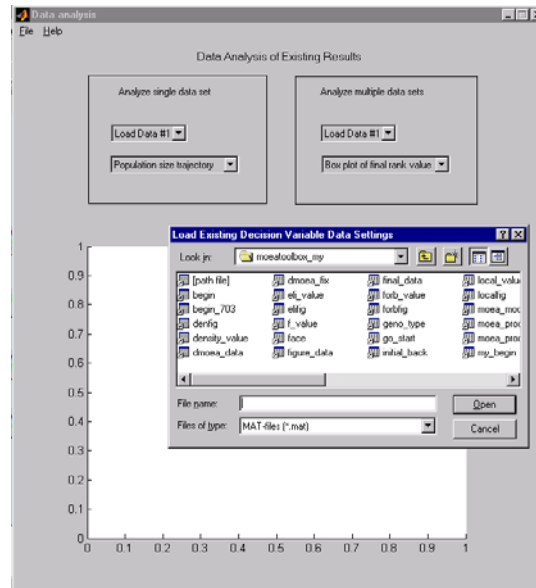 Data analysis
File Help
Data Analysis of Existing Results
Analyze single data set
Analyze multiple data sets
Load Data #1
Load Data #1
Population size trajectory
Box plot of final rank value
Load Existing Decision Variable Data Settings
Look in: moeatoolbox_my
[path file] dmoea_fix final_data local_valu
begin eli_value forb_value localfig
begin_703 elifig forbfig moea_mod
denfig f_value geno_type moea_proc
density_value face go_start moea_proc
dmoea_data figure_data initial_back my_begin
File name: Open
Files of type: MAT-files (*.mat) Cancel
1
0.9
0.8
0.7
0.6
0.5
0.4
0.3
0.2
0.1
0
0 0.1 0.2 0.3 0.4 0.5 0.6 0.7 0.8 0.9 1